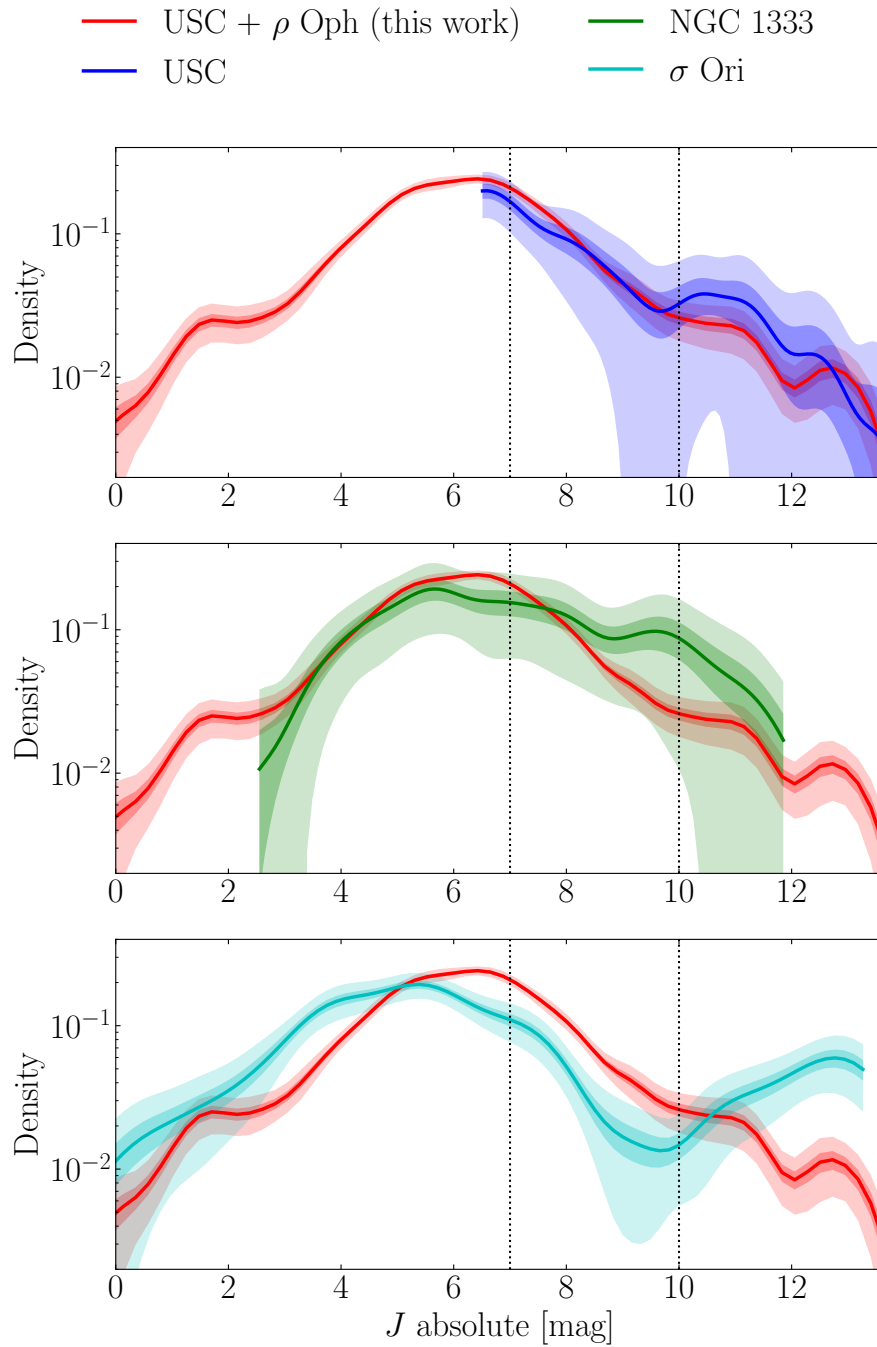 USC + ρ Oph (this work) NGC 1333
USC σ Ori
10⁻¹
10⁻²
Density
0 2 4 6 8 10 12
10⁻¹
10⁻²
Density
0 2 4 6 8 10 12
10⁻¹
10⁻²
Density
0 2 4 6 8 10 12
J absolute [mag]